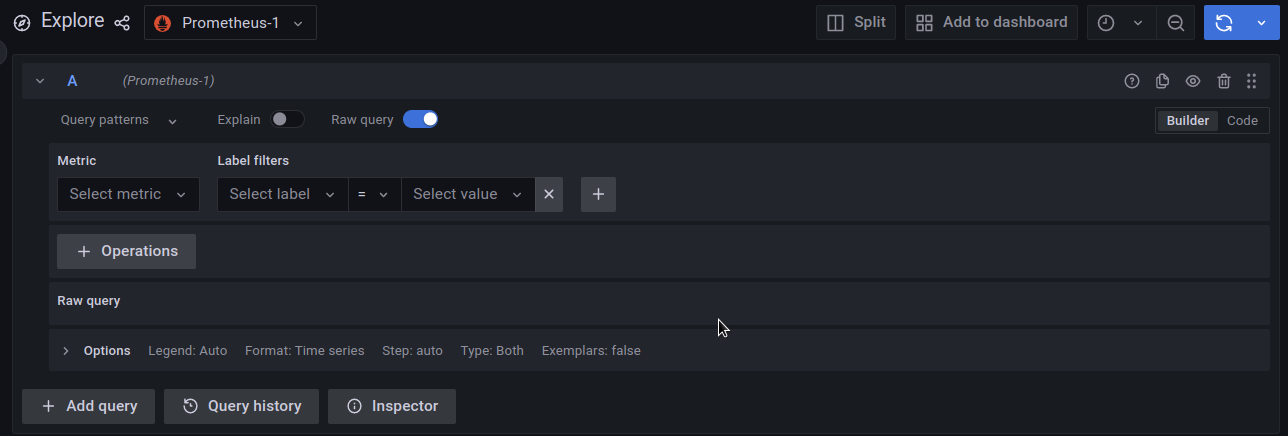 Explore Prometheus-1 Split Add to dashboard
A (Prometheus-1)
Query patterns Explain Raw query Builder Code
Metric Label filters
Select metric Select label = Select value
Operations
Raw query
Options Legend: Auto Format: Time series Step: auto Type: Both Exemplars: false
Add query Query history Inspector